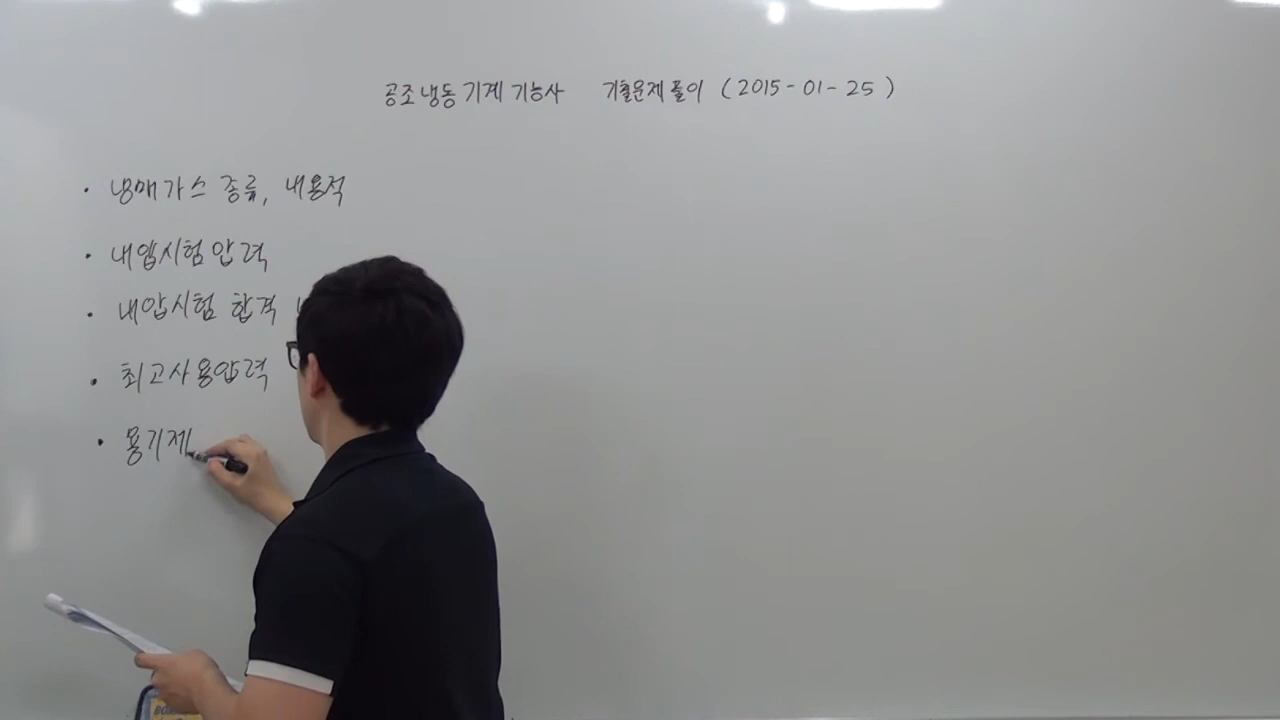 공조냉동기계기능사 기출문제풀이 (2015-01-25)
· 냉매가스 종류, 내용적
· 내압시험압력
· 내압시험 합격
· 최고사용압력
· 용기제